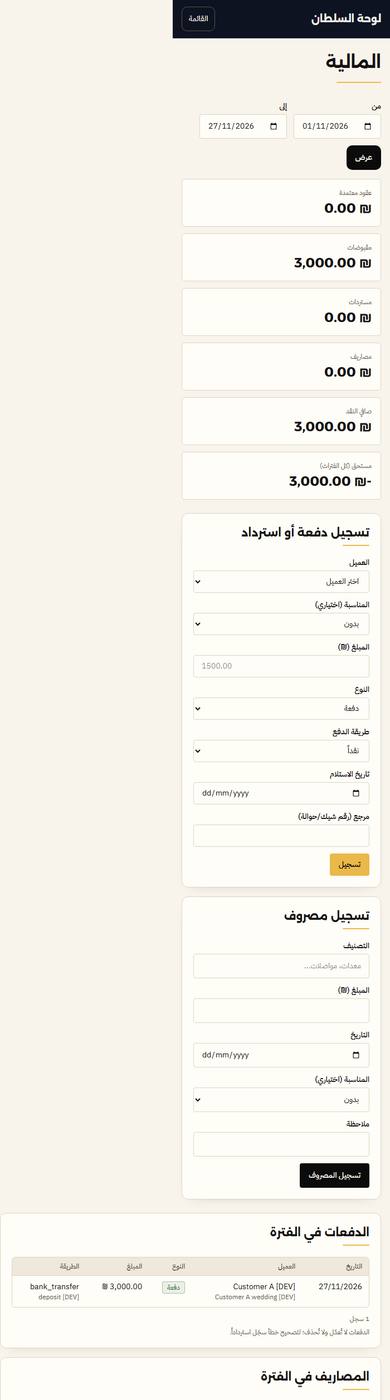 لوحة السلطان
القائمة
المالية
من
إلى
01/11/2026
27/11/2026
عرض
عقود معتمدة
₪ 0.00
مقبوضات
₪ 3,000.00
مستردات
₪ 0.00
مصاريف
₪ 0.00
صافي النقد
₪ 3,000.00
مستحق (كل الفترات)
-₪ 3,000.00
تسجيل دفعة أو استرداد
العميل
اختر العميل
المناسبة (اختياري)
بدون
المبلغ (₪)
1500.00
النوع
دفعة
طريقة الدفع
نقداً
تاريخ الاستلام
dd/mm/yyyy
مرجع (رقم شيك/حوالة)
تسجيل
تسجيل مصروف
التصنيف
معدات، مواصلات...
المبلغ (₪)
التاريخ
dd/mm/yyyy
المناسبة (اختياري)
بدون
ملاحظة
تسجيل المصروف
الدفعات في الفترة
التاريخ العميل النوع المبلغ الطريقة
27/11/2026 Customer A [DEV] دفعة ₪ 3,000.00 bank_transfer
Customer A wedding [DEV] deposit [DEV]
1 سجل
الدفعات لا تُعدَّل ولا تُحذف؛ لتصحيح خطأ سجّل استرداداً.
المصاريف في الفترة